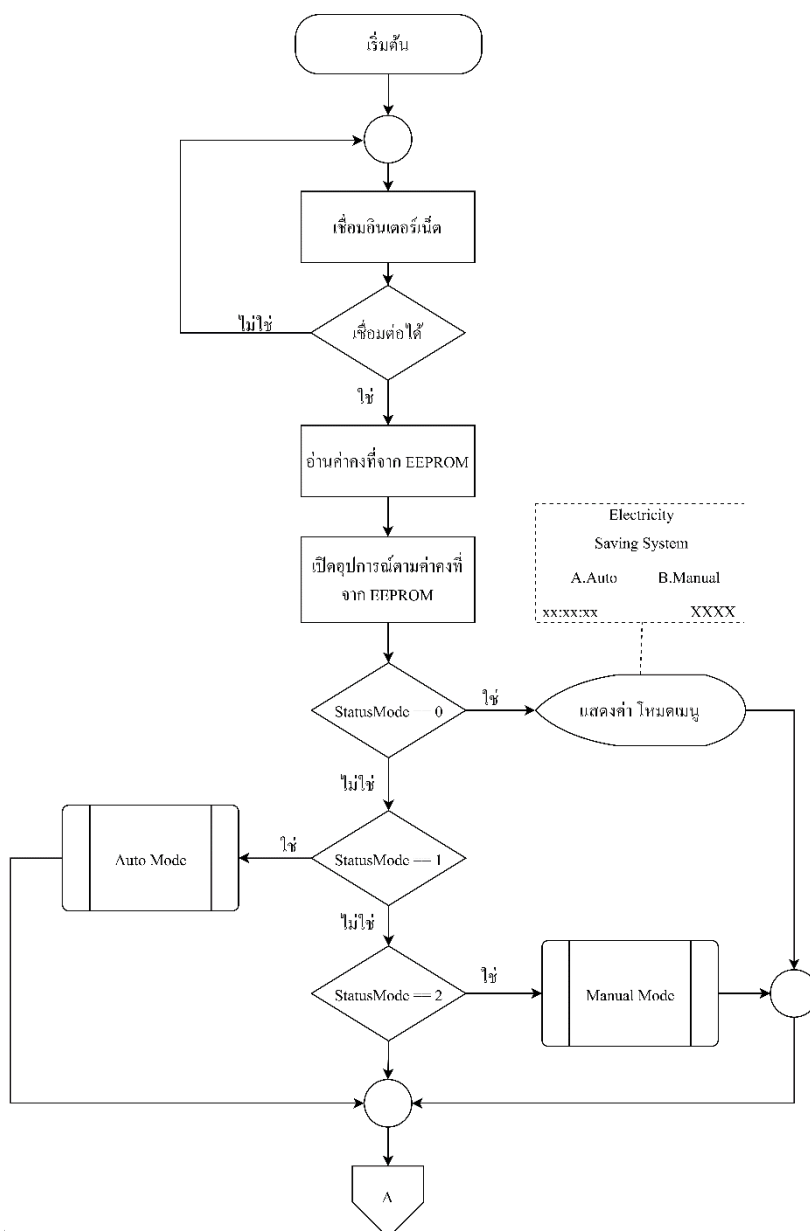 เริ่มต้น
เชื่อมอินเตอร์เน็ต
เชื่อมต่อได้
ไม่ใช่
ใช่
อ่านค่าคงที่จาก EEPROM
เปิดอุปกรณ์ตามค่าคงที่
จาก EEPROM
Electricity
Saving System
A.Auto B.Manual
xx:xx:xx XXXX
StatusMode == 0
ใช่
แสดงค่า โหมดเมนู
ไม่ใช่
Auto Mode
ใช่
StatusMode == 1
ไม่ใช่
StatusMode == 2
ใช่
Manual Mode
A